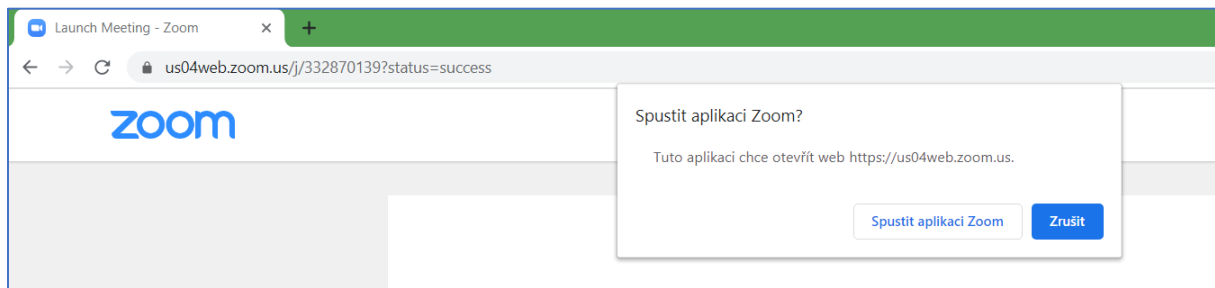 Launch Meeting - Zoom
us04web.zoom.us/j/332870139?status=success
zoom
Spustit aplikaci Zoom?
Tuto aplikaci chce otevřít web https://us04web.zoom.us.
Spustit aplikaci Zoom
Zrušit